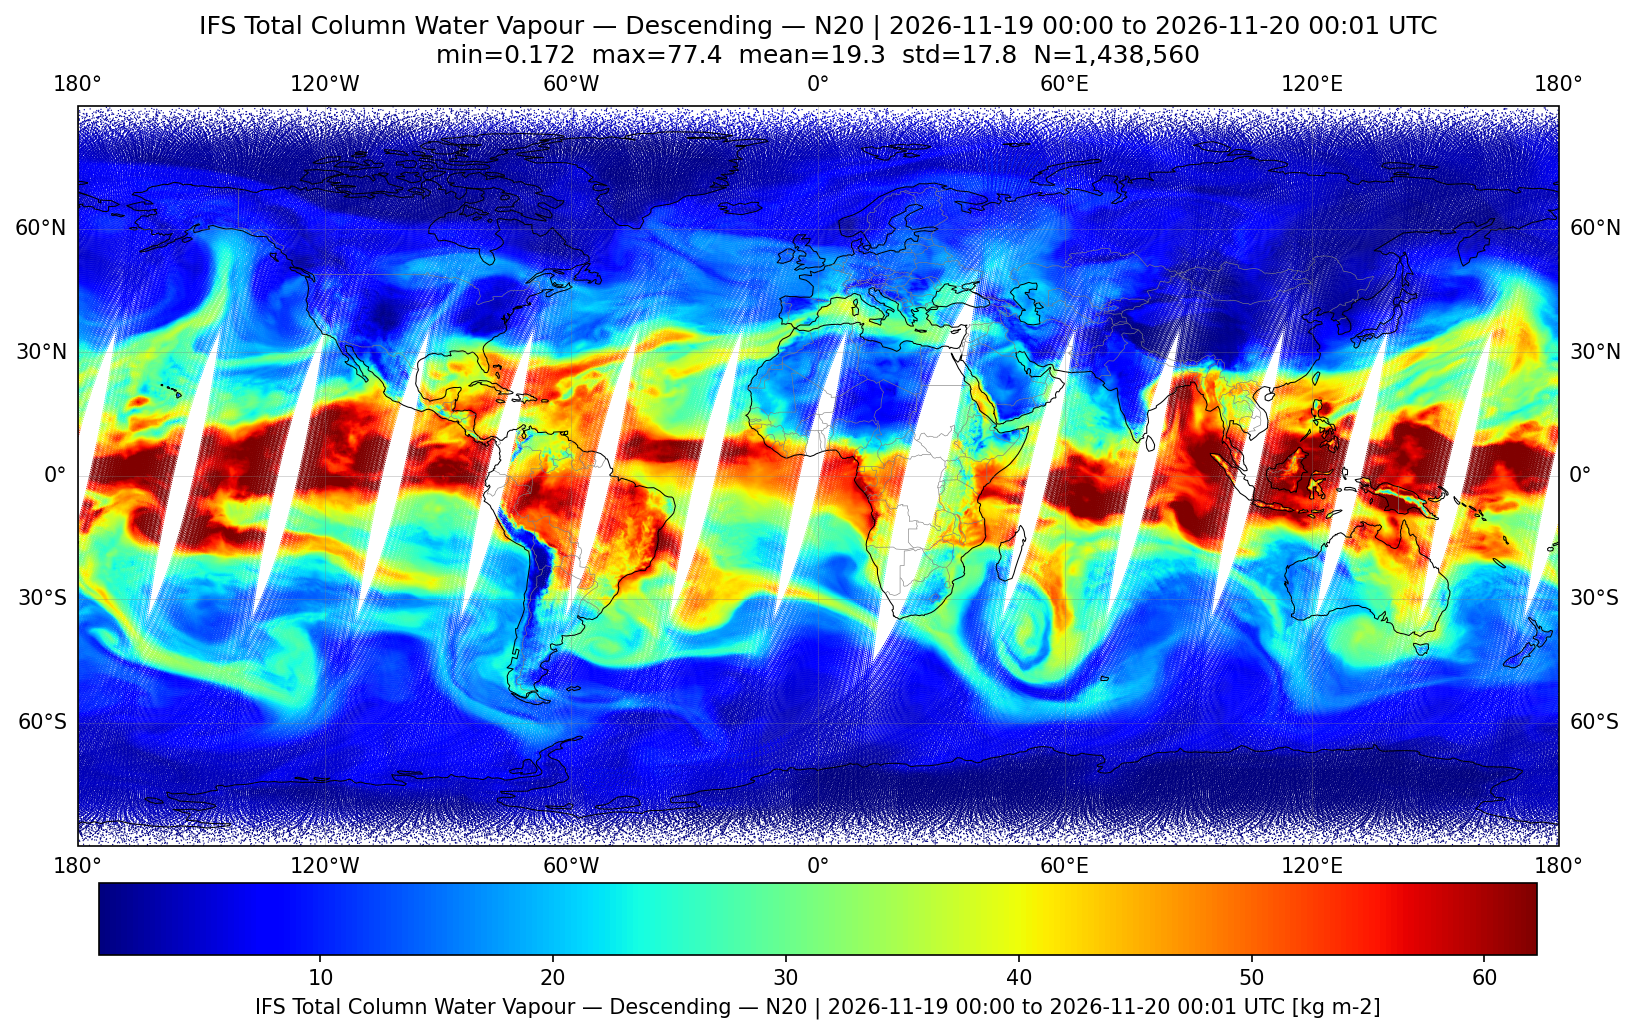 IFS Total Column Water Vapour — Descending — N20 | 2026-11-19 00:00 to 2026-11-20 00:01 UTC
min=0.172 max=77.4 mean=19.3 std=17.8 N=1,438,560
180° 120°W 60°W 0° 60°E 120°E 180°
60°N 60°N
30°N 30°N
0° 0°
30°S 30°S
60°S 60°S
180° 120°W 60°W 0° 60°E 120°E 180°
10 20 30 40 50 60
IFS Total Column Water Vapour — Descending — N20 | 2026-11-19 00:00 to 2026-11-20 00:01 UTC [kg m-2]